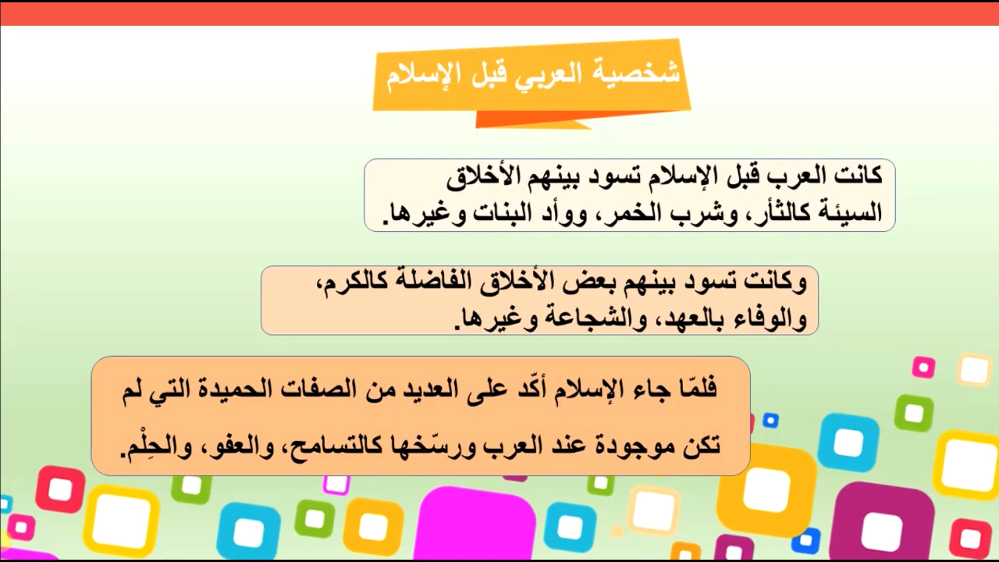 شخصية العربي قبل الإسلام
كانت العرب قبل الإسلام تسود بينهم الأخلاق
السيئة كالثأر، وشرب الخمر، ووأد البنات وغيرها.
وكانت تسود بينهم بعض الأخلاق الفاضلة كالكرم،
والوفاء بالعهد، والشجاعة وغيرها.
فلمّا جاء الإسلام أكّد على العديد من الصفات الحميدة التي لم
تكن موجودة عند العرب ورسّخها كالتسامح، والعفو، والحِلْم.